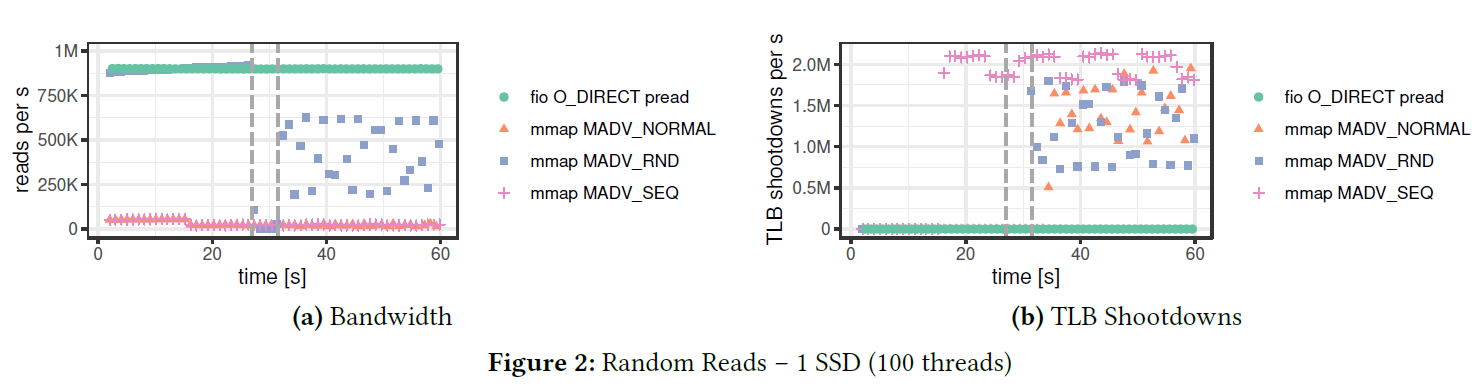 reads per s
1M
750K
500K
250K
0
0 20 40 60
time [s]
fio O_DIRECT pread
mmap MADV_NORMAL
mmap MADV_RND
mmap MADV_SEQ
(a) Bandwidth
TLB shootdowns per s
2.0M
1.5M
1.0M
0.5M
0
0 20 40 60
time [s]
fio O_DIRECT pread
mmap MADV_NORMAL
mmap MADV_RND
mmap MADV_SEQ
(b) TLB Shootdowns
Figure 2: Random Reads – 1 SSD (100 threads)